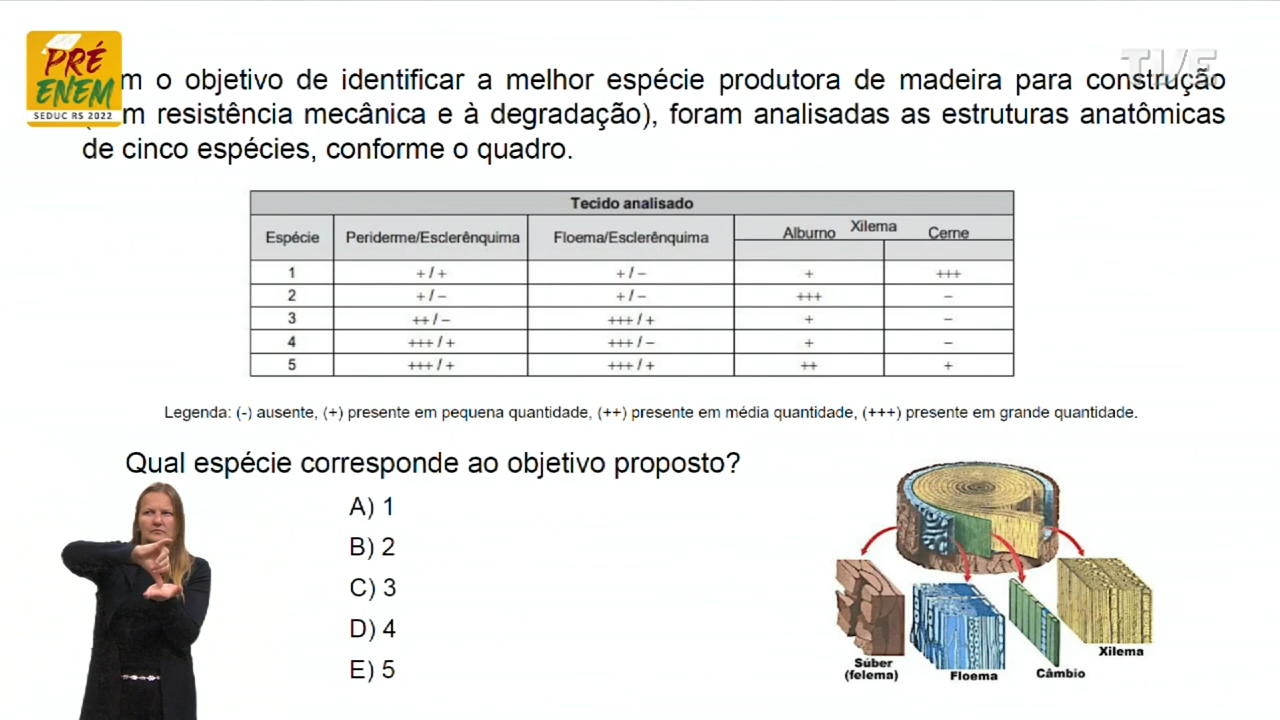 PRÉ
ENEM
SEDUC RS 2022
TVE
m o objetivo de identificar a melhor espécie produtora de madeira para construção
m resistência mecânica e à degradação), foram analisadas as estruturas anatômicas
de cinco espécies, conforme o quadro.
Tecido analisado
Espécie Periderme/Esclerênquima Floema/Esclerênquima Alburno Xilema Cerne
1 + / + + / – + +++
2 + / – + / – +++ –
3 ++ / – +++ / + + –
4 +++ / + +++ / – + –
5 +++ / + +++ / + ++ +
Legenda: (-) ausente, (+) presente em pequena quantidade, (++) presente em média quantidade, (+++) presente em grande quantidade.
Qual espécie corresponde ao objetivo proposto?
A) 1
B) 2
C) 3
D) 4
E) 5
Súber
(felema)
Floema
Câmbio
Xilema